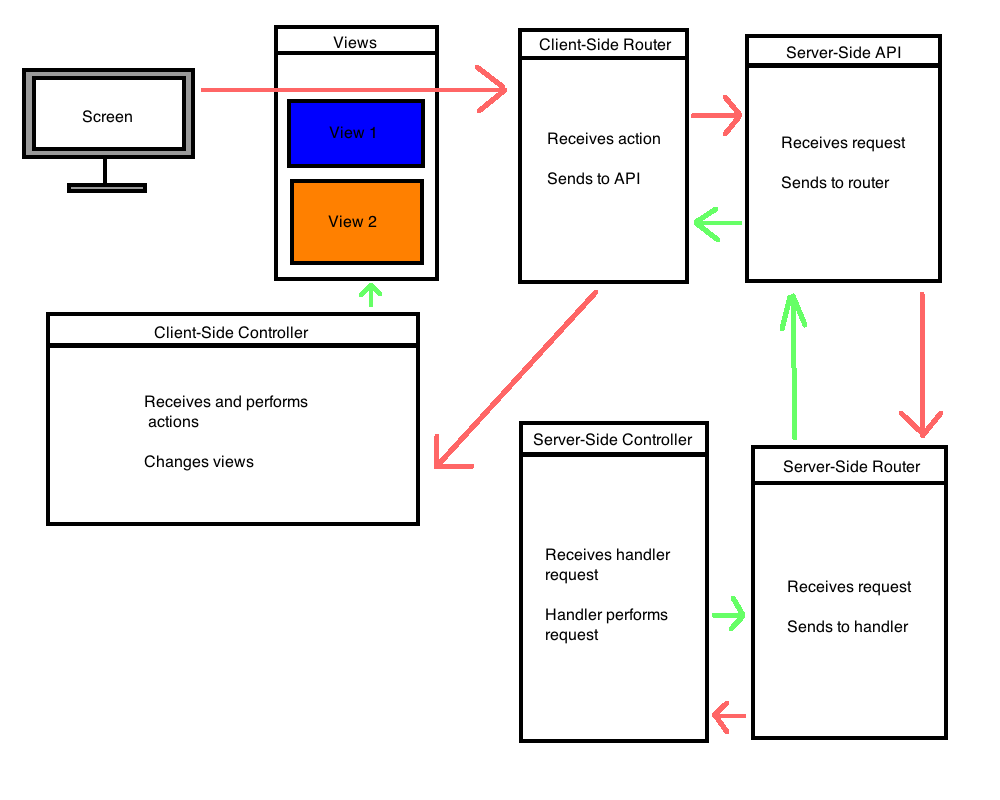 Screen
Views
View 1
View 2
Client-Side Router
Receives action
Sends to API
Server-Side API
Receives request
Sends to router
Client-Side Controller
Receives and performs
actions
Changes views
Server-Side Controller
Receives handler
request
Handler performs
request
Server-Side Router
Receives request
Sends to handler